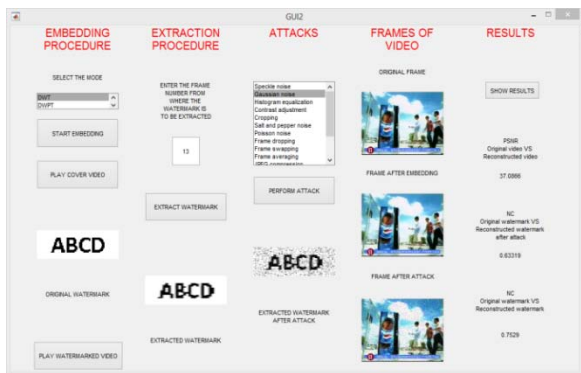 GUI2
EMBEDDING
PROCEDURE
SELECT THE MODE
DWT
DWPT
START EMBEDDING
PLAY COVER VIDEO
ABCD
ORIGINAL WATERMARK
PLAY WATERMARKED VIDEO
EXTRACTION
PROCEDURE
ENTER THE FRAME
NUMBER FROM
WHERE THE
WATERMARK IS
TO BE EXTRACTED
13
EXTRACT WATERMARK
ABCD
EXTRACTED WATERMARK
ATTACKS
Speckle noise
Gaussian noise
Histogram equalization
Contrast adjustment
Cropping
Salt and pepper noise
Poisson noise
Frame dropping
Frame swapping
Frame averaging
JPEG compression
PERFORM ATTACK
ABCD
EXTRACTED WATERMARK
AFTER ATTACK
FRAMES OF
VIDEO
ORIGINAL FRAME
FRAME AFTER EMBEDDING
FRAME AFTER ATTACK
RESULTS
SHOW RESULTS
PSNR
Original video VS
Reconstructed video
37.0886
NC
Original watermark VS
Reconstructed watermark
after attack
0.63319
NC
Original watermark VS
Reconstructed watermark
0.7529